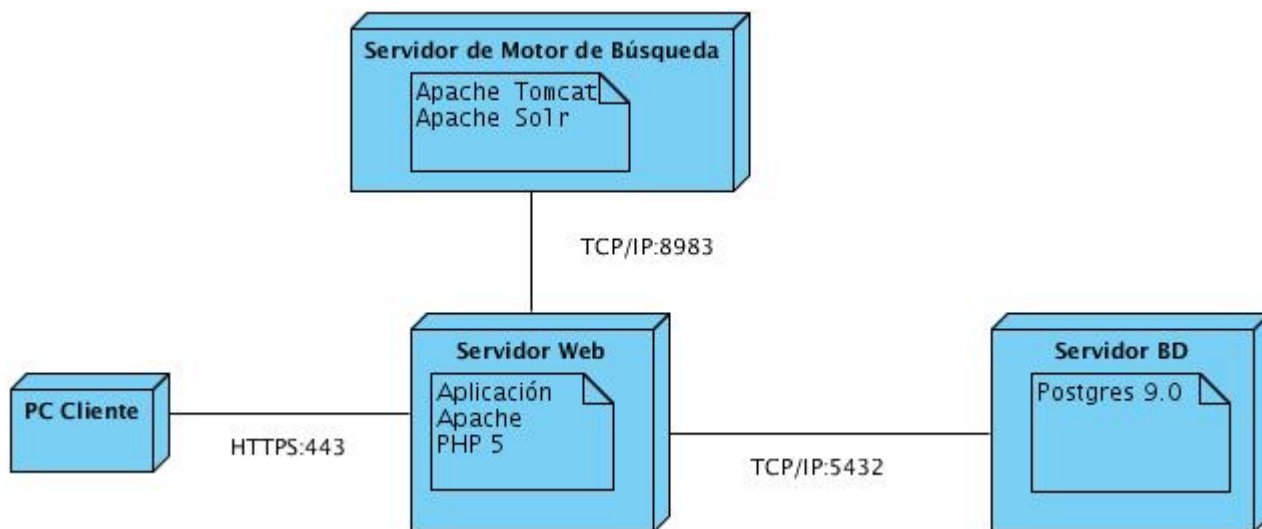 Servidor de Motor de Búsqueda
Apache Tomcat
Apache Solr
TCP/IP:8983
PC Cliente
HTTPS:443
Servidor Web
Aplicación
Apache
PHP 5
TCP/IP:5432
Servidor BD
Postgres 9.0